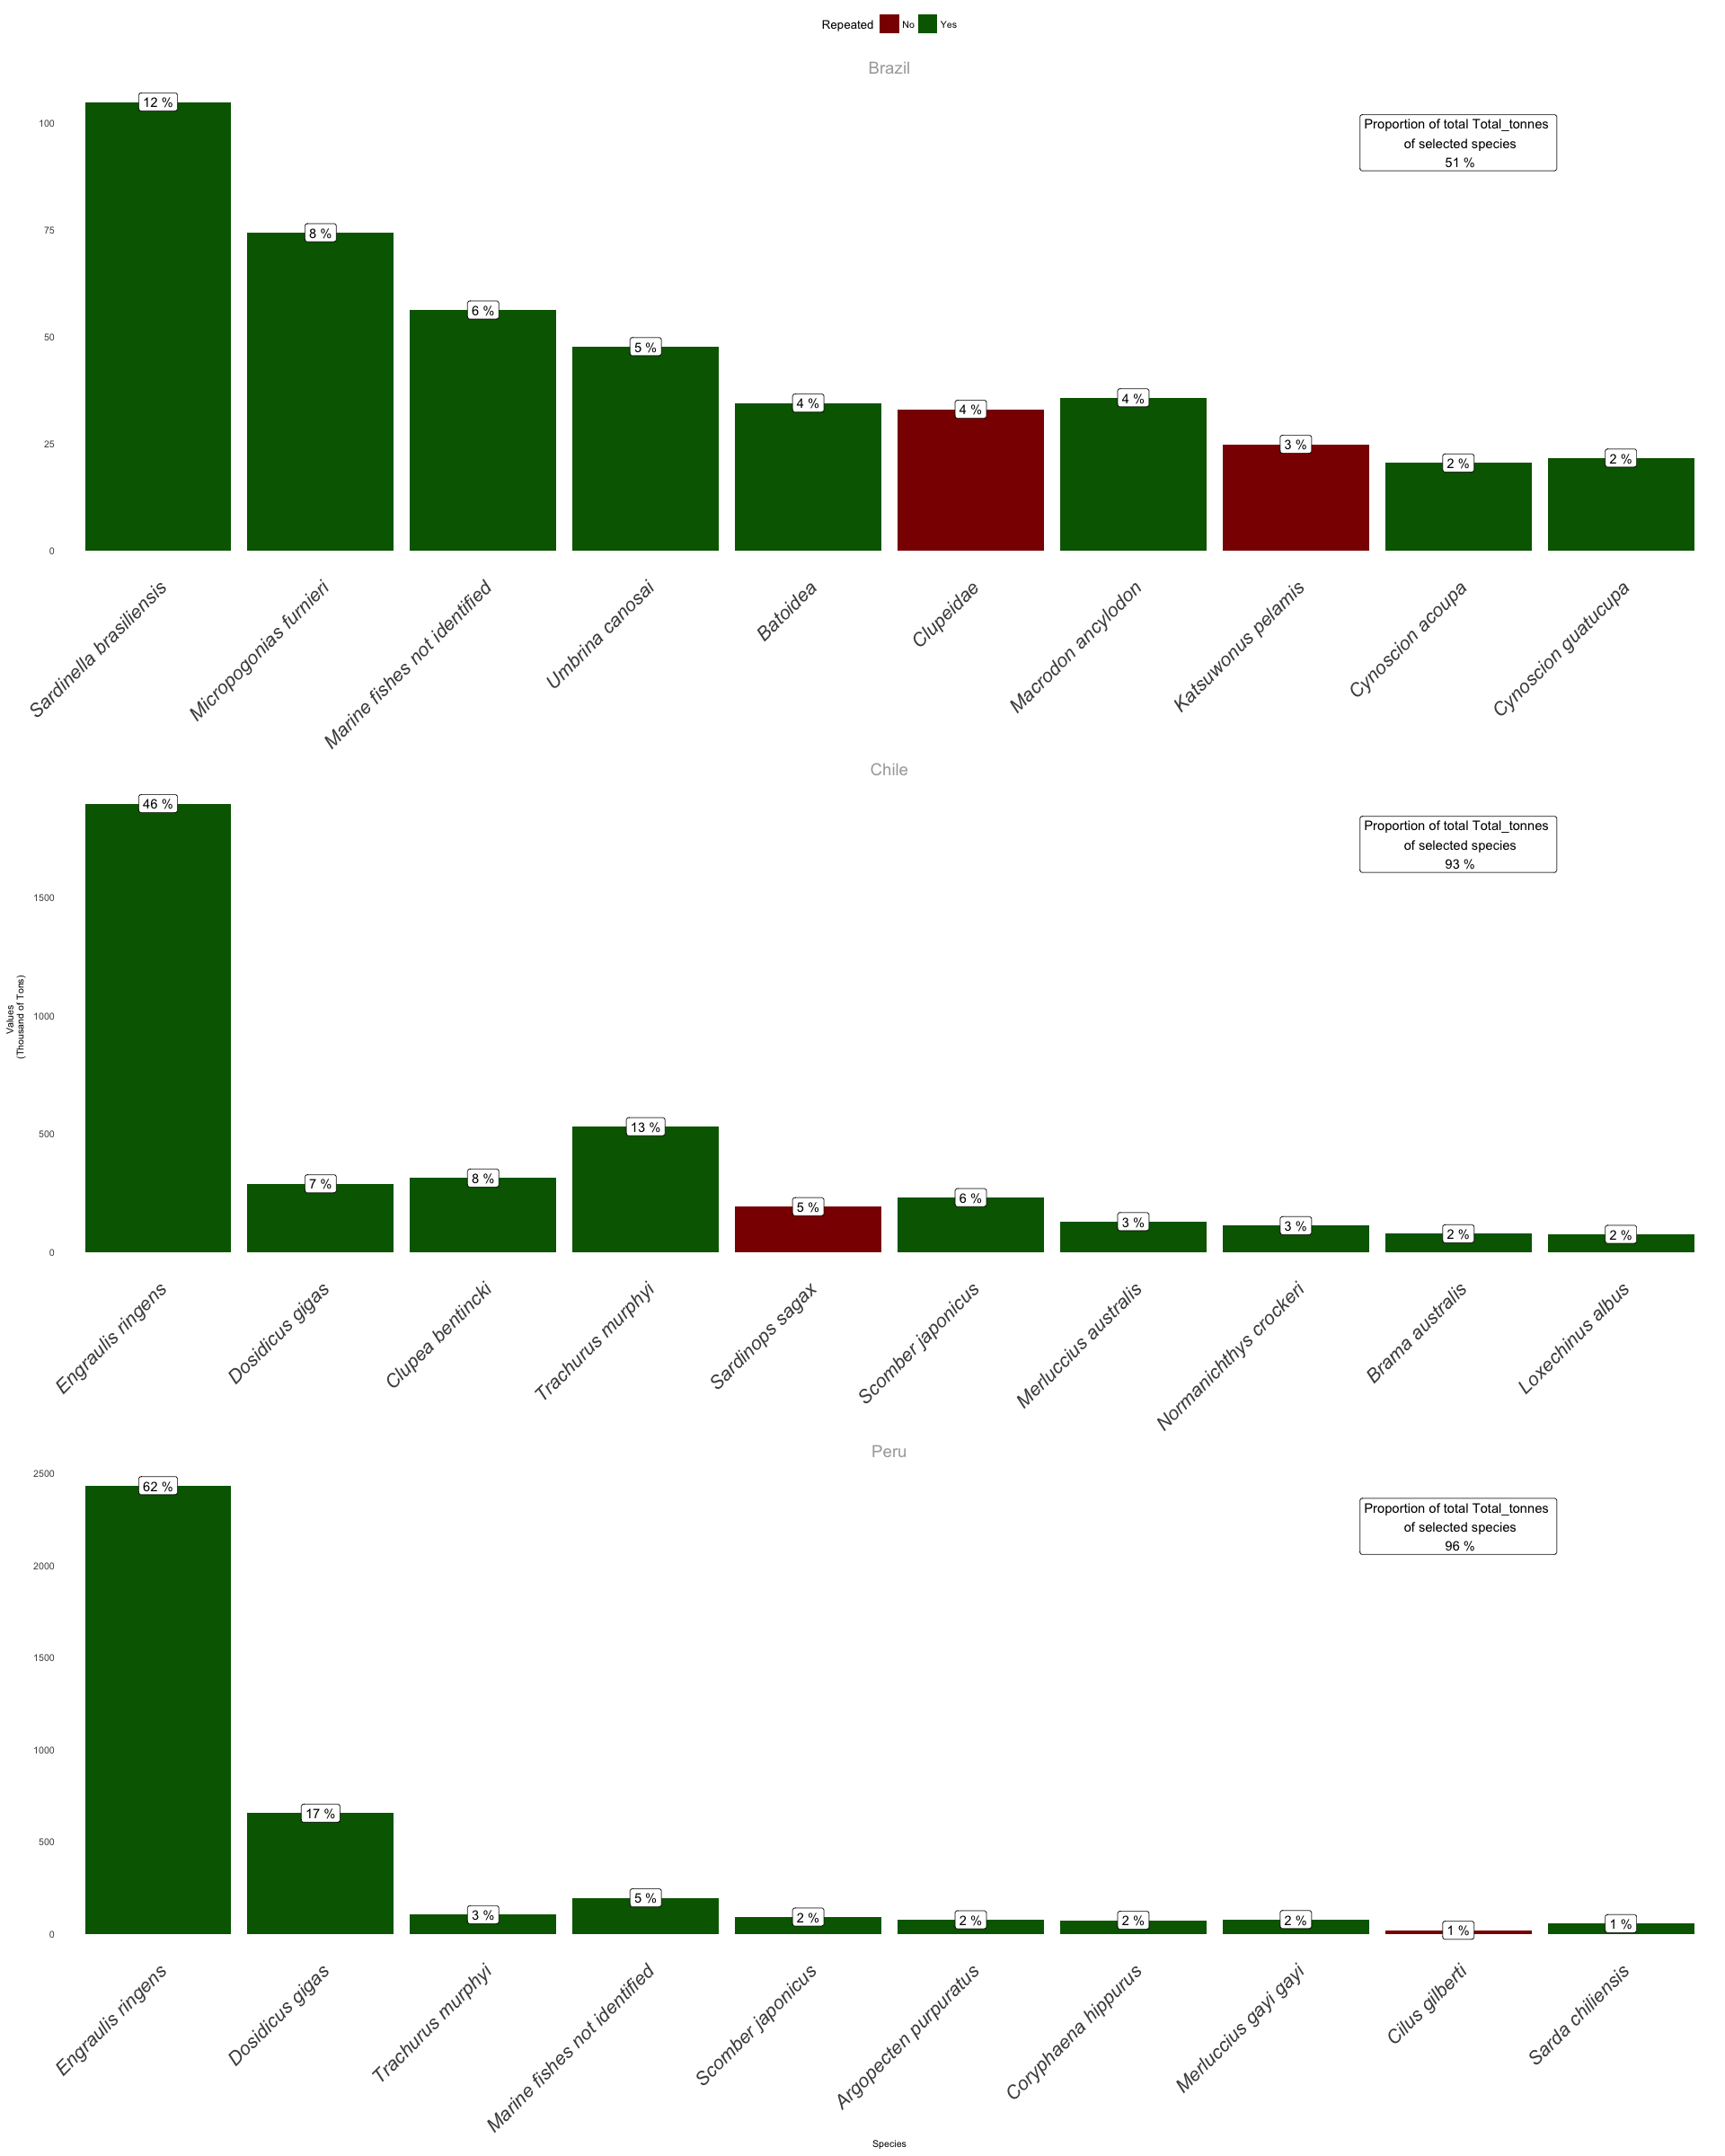 Repeated No Yes
Brazil
12 %
100
Proportion of total Total_tonnes
of selected species
51 %
8 %
75
6 %
50
5 %
4 %
4 %
4 %
3 %
25
2 %
2 %
0
Sardinella brasiliensis
Micropogonias furnieri
Marine fishes not identified
Umbrina canosai
Batoidea
Clupeidae
Macrodon ancylodon
Katsuwonus pelamis
Cynoscion acoupa
Cynoscion guatucupa
Chile
46 %
Proportion of total Total_tonnes
of selected species
93 %
1500
Values
(Thousand of Tons)
1000
500
13 %
7 %
8 %
5 %
6 %
3 %
3 %
2 %
2 %
0
Engraulis ringens
Dosidicus gigas
Clupea bentincki
Trachurus murphyi
Sardinops sagax
Scomber japonicus
Merluccius australis
Normanichthys crockeri
Brama australis
Loxechinus albus
Peru
2500
62 %
Proportion of total Total_tonnes
of selected species
96 %
2000
1500
1000
17 %
500
3 %
5 %
2 %
2 %
2 %
2 %
1 %
1 %
0
Engraulis ringens
Dosidicus gigas
Trachurus murphyi
Marine fishes not identified
Scomber japonicus
Argopecten purpuratus
Coryphaena hippurus
Merluccius gayi gayi
Cilus gilberti
Sarda chiliensis
Species